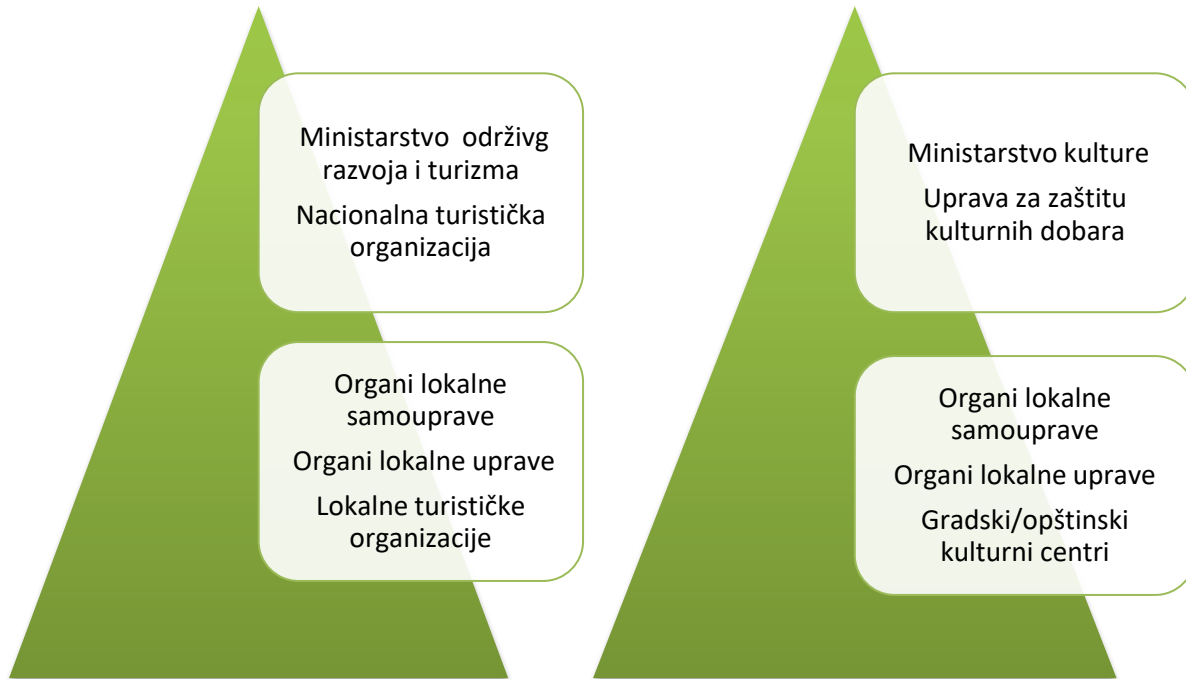 Ministarstvo održivg
razvoja i turizma
Nacionalna turistička
organizacija
Organi lokalne
samouprave
Organi lokalne uprave
Lokalne turističke
organizacije
Ministarstvo kulture
Uprava za zaštitu
kulturnih dobara
Organi lokalne
samouprave
Organi lokalne uprave
Gradski/opštinski
kulturni centri